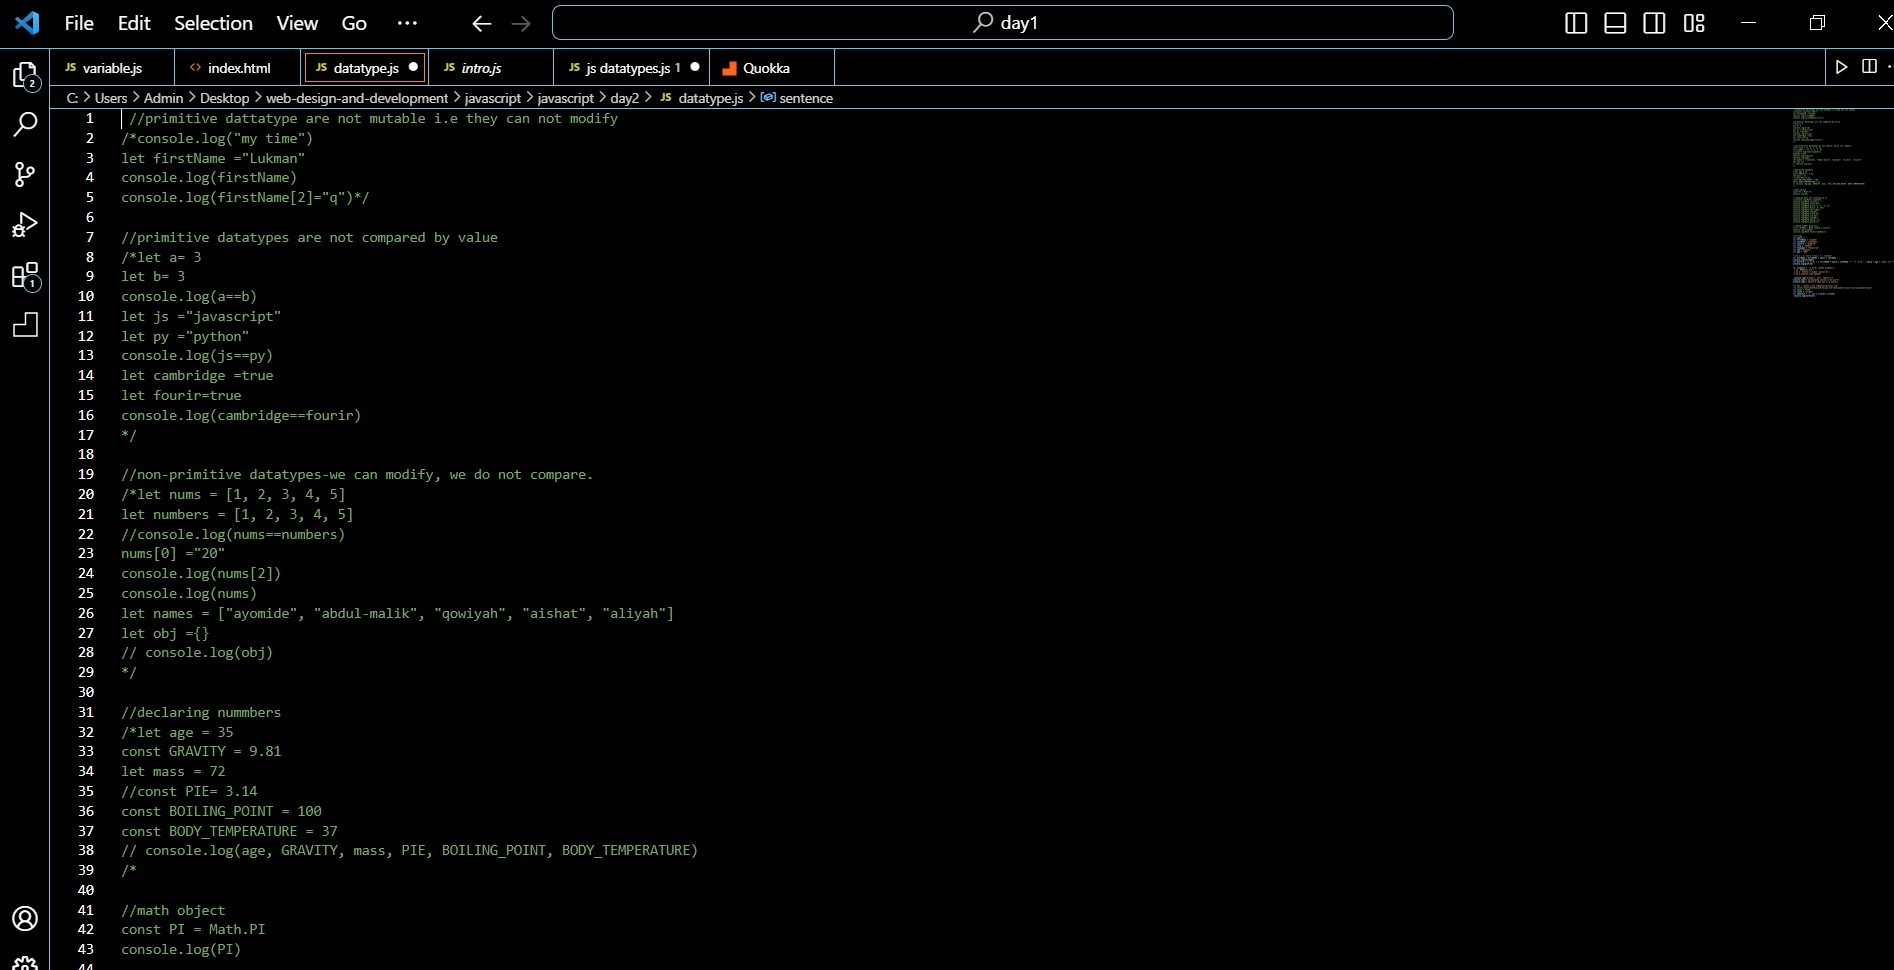 File Edit Selection View Go ··· day1
JS variable.js <> index.html JS datatype.js JS intro.js JS js datatypes.js 1 Quokka
C: > Users > Admin > Desktop > web-design-and-development > javascript > javascript > day2 > JS datatype.js > sentence
2
1
1 //primitive dattatype are not mutable i.e they can not modify
2 /*console.log("my time")
3 let firstName ="Lukman"
4 console.log(firstName)
5 console.log(firstName[2]="q")*/
6
7 //primitive datatypes are not compared by value
8 /*let a= 3
9 let b= 3
10 console.log(a==b)
11 let js ="javascript"
12 let py ="python"
13 console.log(js==py)
14 let cambridge =true
15 let fourir=true
16 console.log(cambridge==fourir)
17 */
18
19 //non-primitive datatypes-we can modify, we do not compare.
20 /*let nums = [1, 2, 3, 4, 5]
21 let numbers = [1, 2, 3, 4, 5]
22 //console.log(nums==numbers)
23 nums[0] ="20"
24 console.log(nums[2])
25 console.log(nums)
26 let names = ["ayomide", "abdul-malik", "qowiyah", "aishat", "aliyah"]
27 let obj ={}
28 // console.log(obj)
29 */
30
31 //declaring nummbers
32 /*let age = 35
33 const GRAVITY = 9.81
34 let mass = 72
35 //const PIE= 3.14
36 const BOILING_POINT = 100
37 const BODY_TEMPERATURE = 37
38 // console.log(age, GRAVITY, mass, PIE, BOILING_POINT, BODY_TEMPERATURE)
39 /*
40
41 //math object
42 const PI = Math.PI
43 console.log(PI)
44